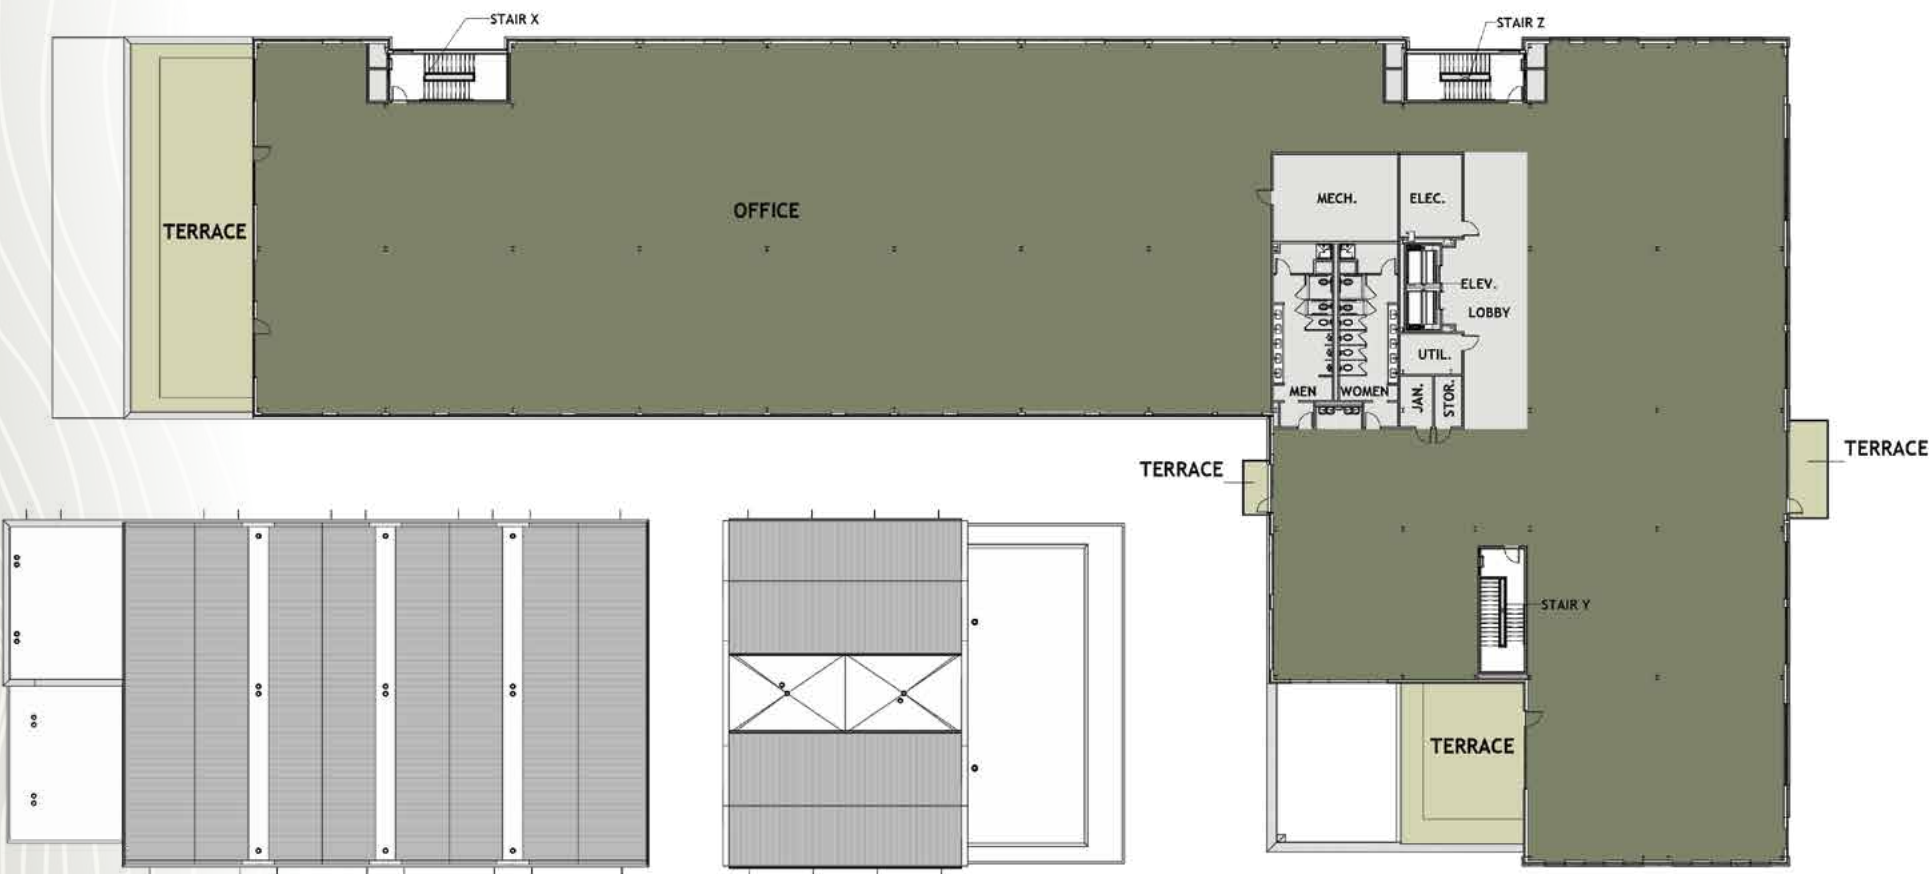 STAIR X
STAIR Z
MECH.
ELEC.
OFFICE
TERRACE
ELEV.
LOBBY
UTIL.
MEN
WOMEN
JAN.
STOR.
TERRACE
TERRACE
STAIR Y
TERRACE